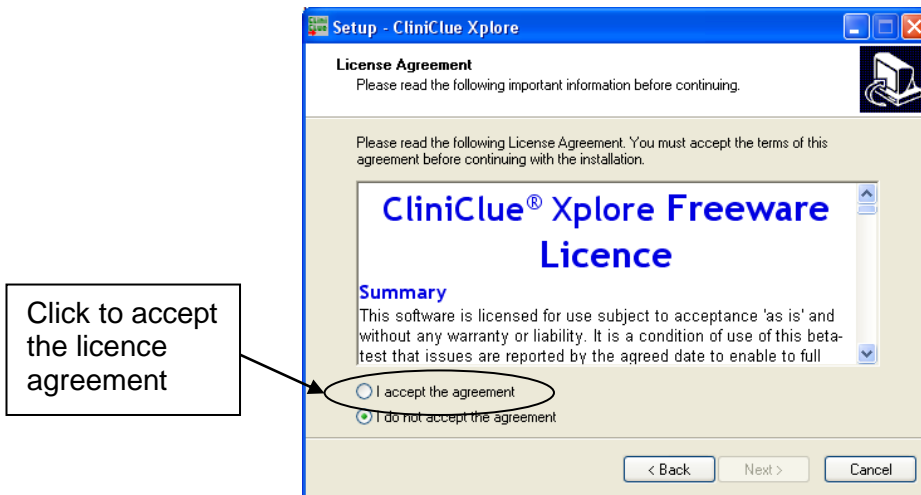 Setup - CliniClue Xplore
License Agreement
Please read the following important information before continuing.
Please read the following License Agreement. You must accept the terms of this
agreement before continuing with the installation.
CliniClue® Xplore Freeware
Licence
Summary
This software is licensed for use subject to acceptance 'as is' and
without any warranty or liability. It is a condition of use of this beta-
test that issues are reported by the agreed date to enable to full
Click to accept
the licence
agreement
I accept the agreement
I do not accept the agreement
< Back
Next >
Cancel